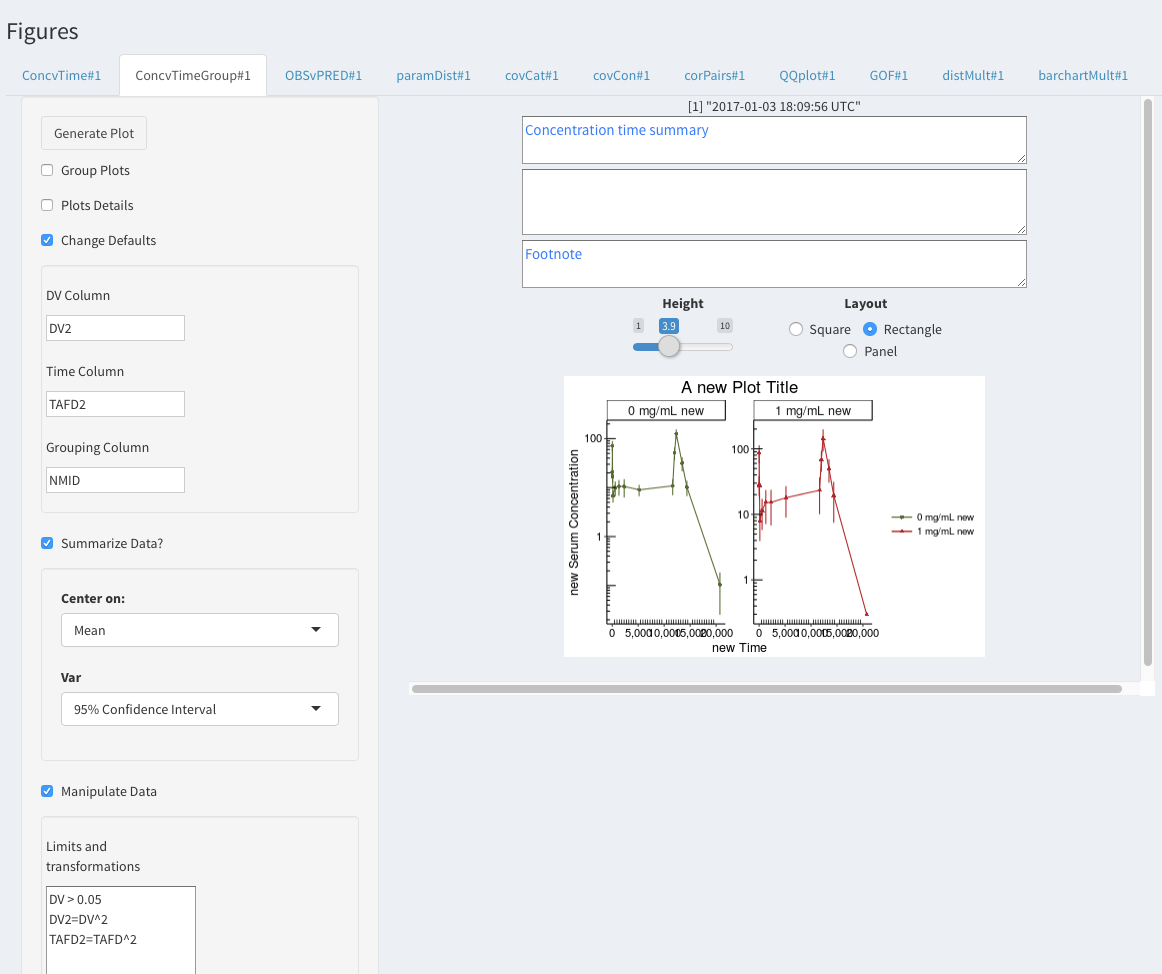 Figures
ConcvTime#1 ConcvTimeGroup#1 OBSvPRED#1 paramDist#1 covCat#1 covCon#1 corPairs#1 QQplot#1 GOF#1 distMult#1 barchartMult#1
Generate Plot
Group Plots
Plots Details
Change Defaults
DV Column
DV2
Time Column
TAFD2
Grouping Column
NMID
Summarize Data?
Center on:
Mean
Var
95% Confidence Interval
Manipulate Data
Limits and
transformations
DV > 0.05
DV2=DV^2
TAFD2=TAFD^2
[1] "2017-01-03 18:09:56 UTC"
Concentration time summary
Footnote
Height
1 3.9 10
Layout
Square Rectangle
Panel
A new Plot Title
0 mg/mL new 1 mg/mL new
new Serum Concentration
100
1
100
10
1
0 5,000 10,000 15,000 20,000 0 5,000 10,000 15,000 20,000
new Time
0 mg/mL new
1 mg/mL new